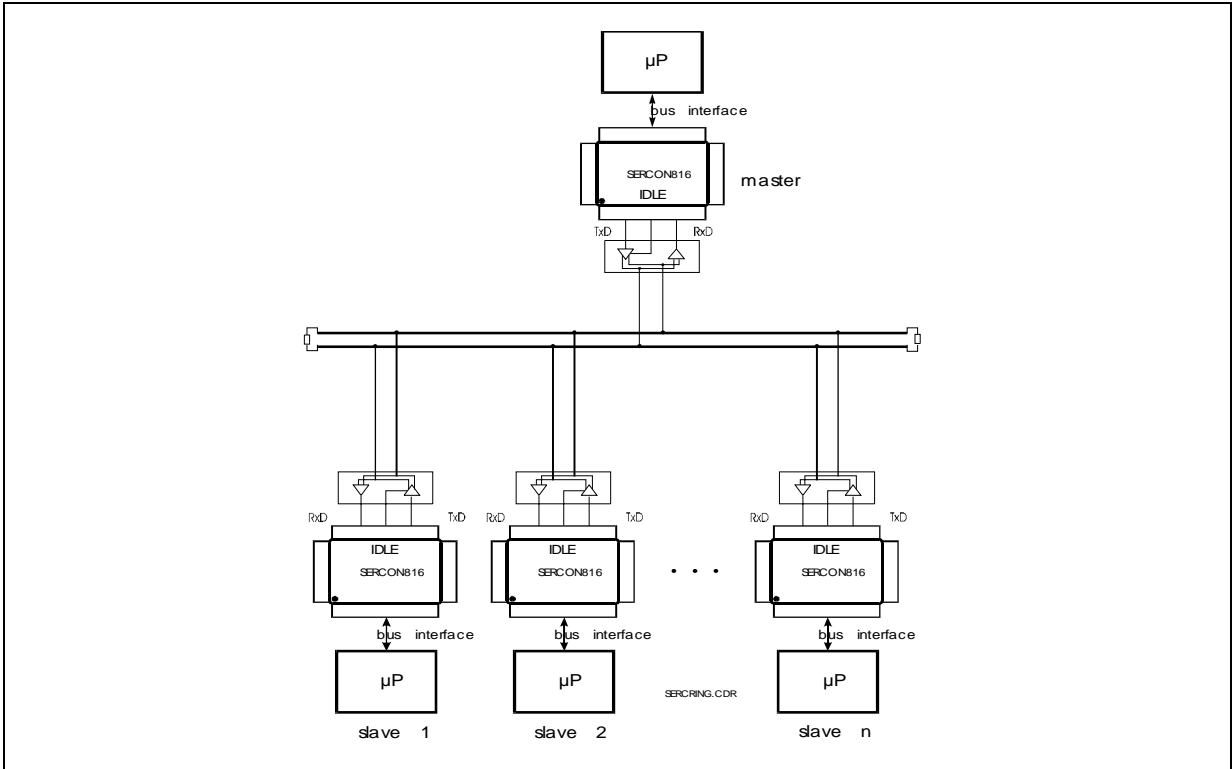 µP
bus interface
SERCON816
IDLE
master
TxD
RxD
RxD
TxD
RxD
TxD
RxD
TxD
IDLE
SERCON816
IDLE
SERCON816
. . .
IDLE
SERCON816
bus interface
bus interface
bus interface
µP
µP
µP
SERCRING.CDR
slave 1
slave 2
slave n